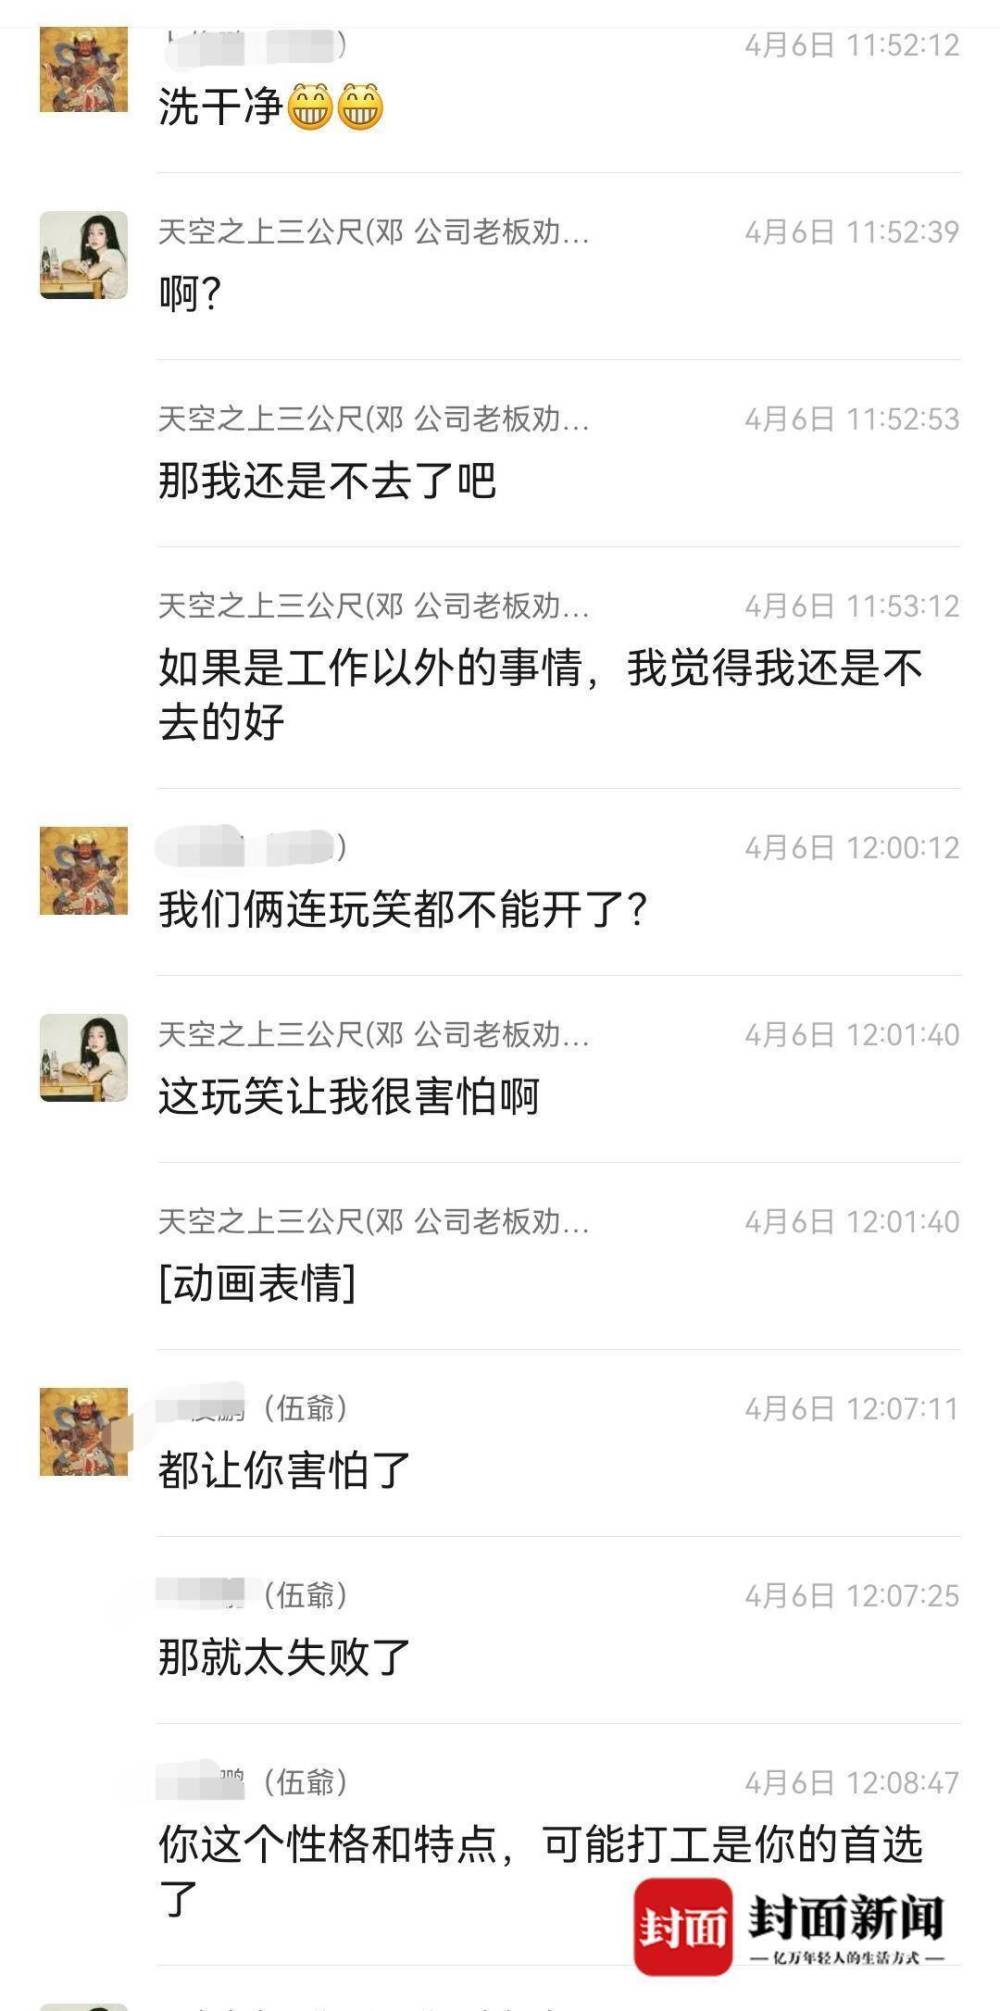 4月6日 11:52:12
洗干净😁😁
天空之上三公尺(邓 公司老板劝... 4月6日 11:52:39
啊?
天空之上三公尺(邓 公司老板劝... 4月6日 11:52:53
那我还是不去了吧
天空之上三公尺(邓 公司老板劝... 4月6日 11:53:12
如果是工作以外的事情，我觉得我还是不
去的好
4月6日 12:00:12
我们俩连玩笑都不能开了?
天空之上三公尺(邓 公司老板劝... 4月6日 12:01:40
这玩笑让我很害怕啊
天空之上三公尺(邓 公司老板劝... 4月6日 12:01:40
[动画表情]
（伍爺） 4月6日 12:07:11
都让你害怕了
（伍爺） 4月6日 12:07:25
那就太失败了
（伍爺） 4月6日 12:08:47
你这个性格和特点，可能打工是你的首选
了
封面 封面新闻
亿万年轻人的生活方式